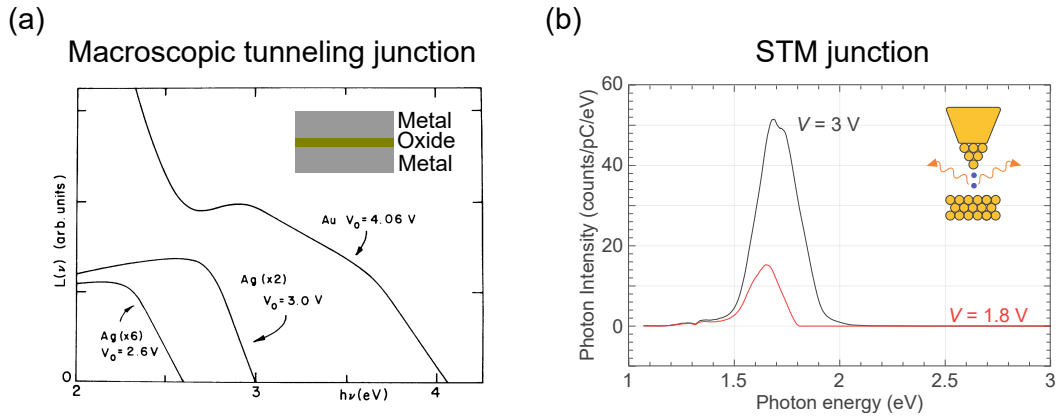 (a)
Macroscopic tunneling junction
Metal
Oxide
Metal
Au V₀ = 4.06 V
Ag (x2)
V₀ = 3.0 V
Ag (x6)
V₀ = 2.6V
L(ν) (arb. units)
0
2
3
4
hν(eV)
(b)
STM junction
60
50
40
20
0
Photon Intensity (counts/pC/eV)
V = 3 V
V = 1.8 V
1
1.5
2
2.5
3
Photon energy (eV)